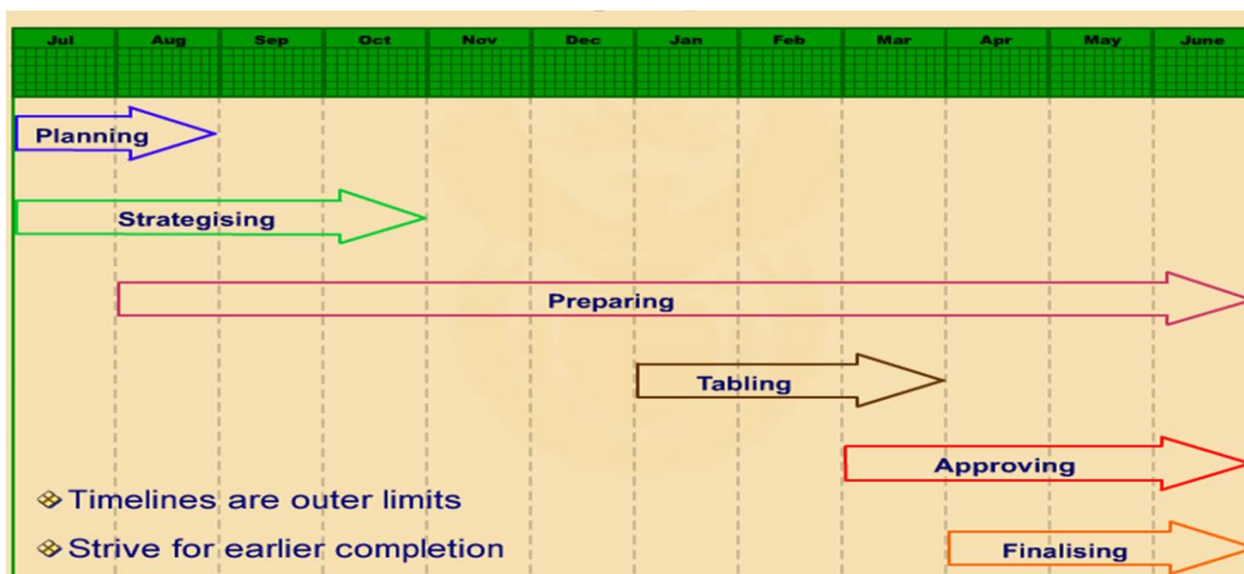 Jul Aug Sep Oct Nov Dec Jan Feb Mar Apr May June
Planning
Strategising
Preparing
Tabling
Approving
Timelines are outer limits
Strive for earlier completion
Finalising